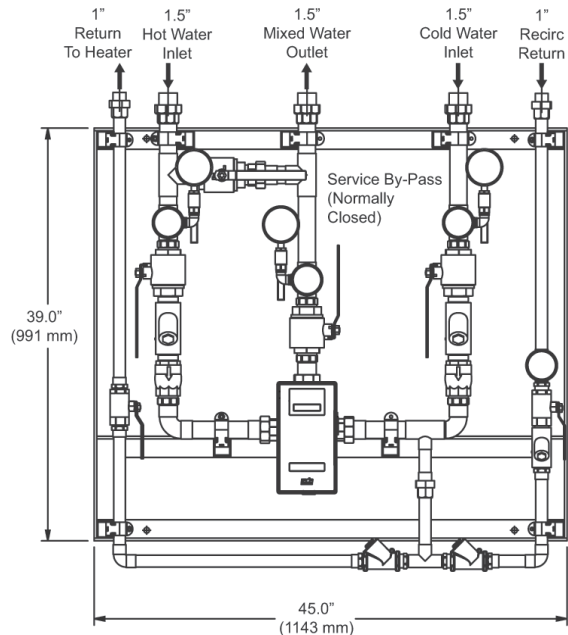 1”
Return
To Heater
1.5”
Hot Water
Inlet
1.5”
Mixed Water
Outlet
1.5”
Cold Water
Inlet
1”
Recirc
Return
Service By-Pass
(Normally
Closed)
39.0”
(991 mm)
45.0”
(1143 mm)